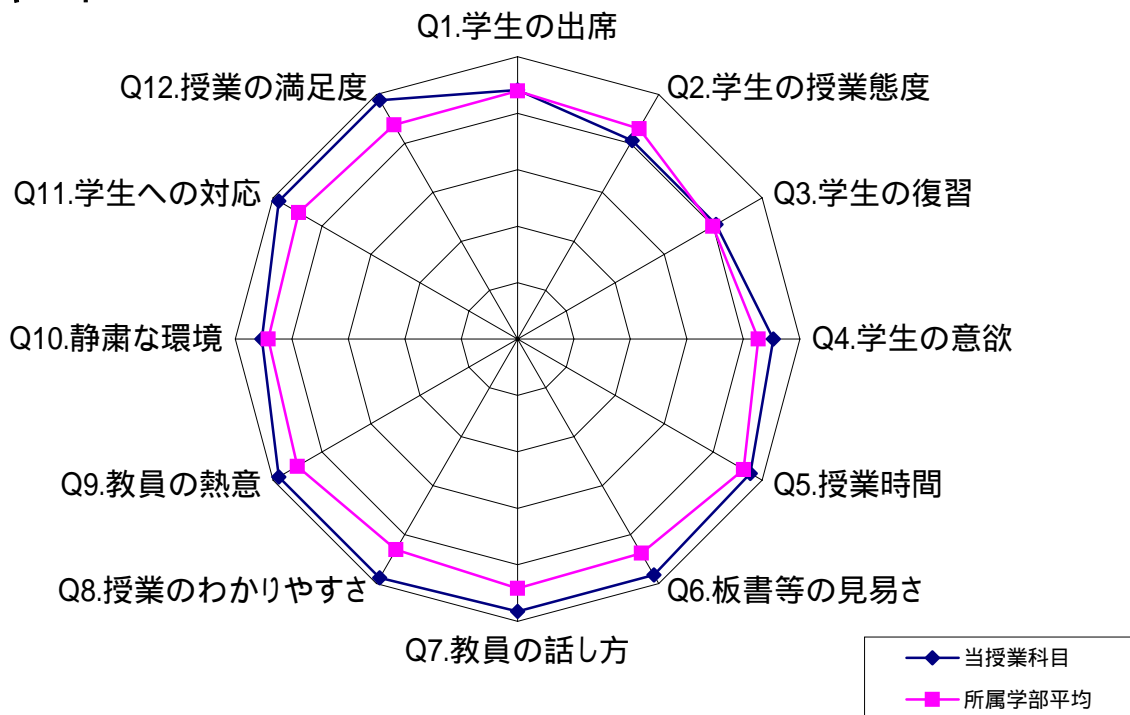 Q1.学生の出席
Q2.学生の授業態度
Q3.学生の復習
Q4.学生の意欲
Q5.授業時間
Q6.板書等の見易さ
Q7.教員の話し方
Q8.授業のわかりやすさ
Q9.教員の熱意
Q10.静粛な環境
Q11.学生への対応
Q12.授業の満足度
当授業科目
所属学部平均